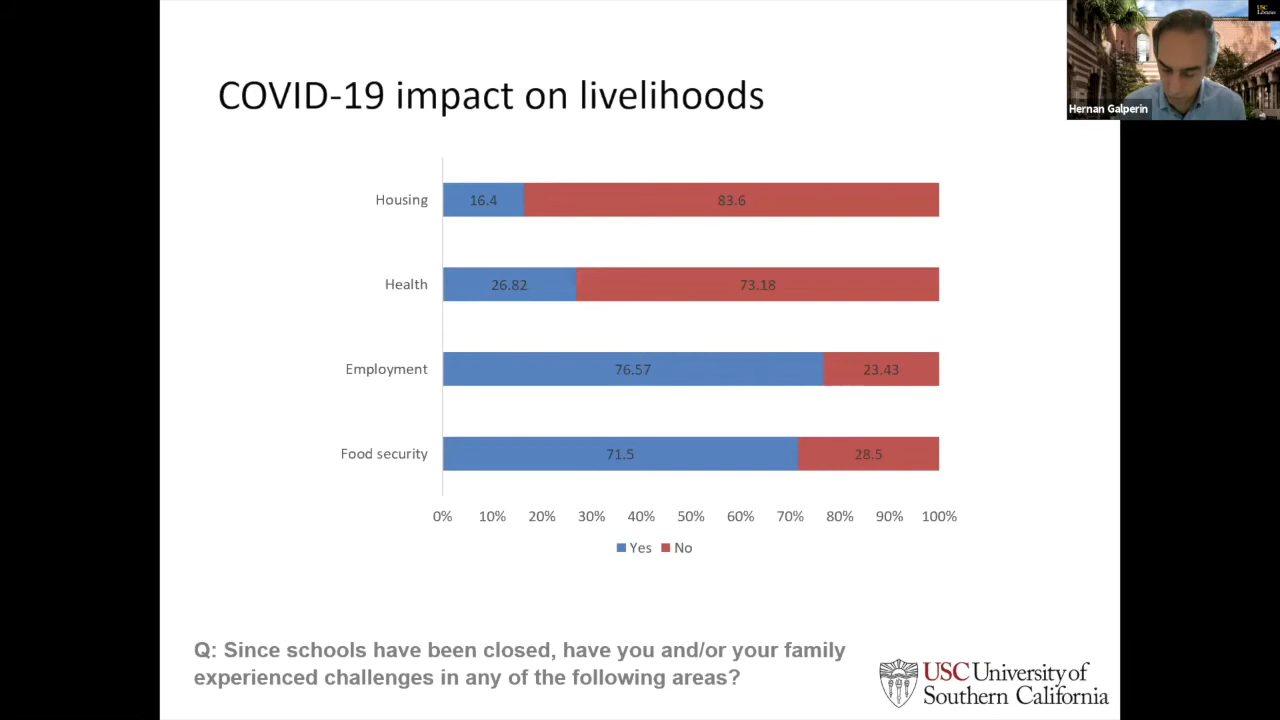 COVID-19 impact on livelihoods
USC
Libraries
Hernan Galperin
Housing
16.4
83.6
Health
26.82
73.18
Employment
76.57
23.43
Food security
71.5
28.5
0% 10% 20% 30% 40% 50% 60% 70% 80% 90% 100%
Yes No
Q: Since schools have been closed, have you and/or your family
experienced challenges in any of the following areas?
USC University of
Southern California